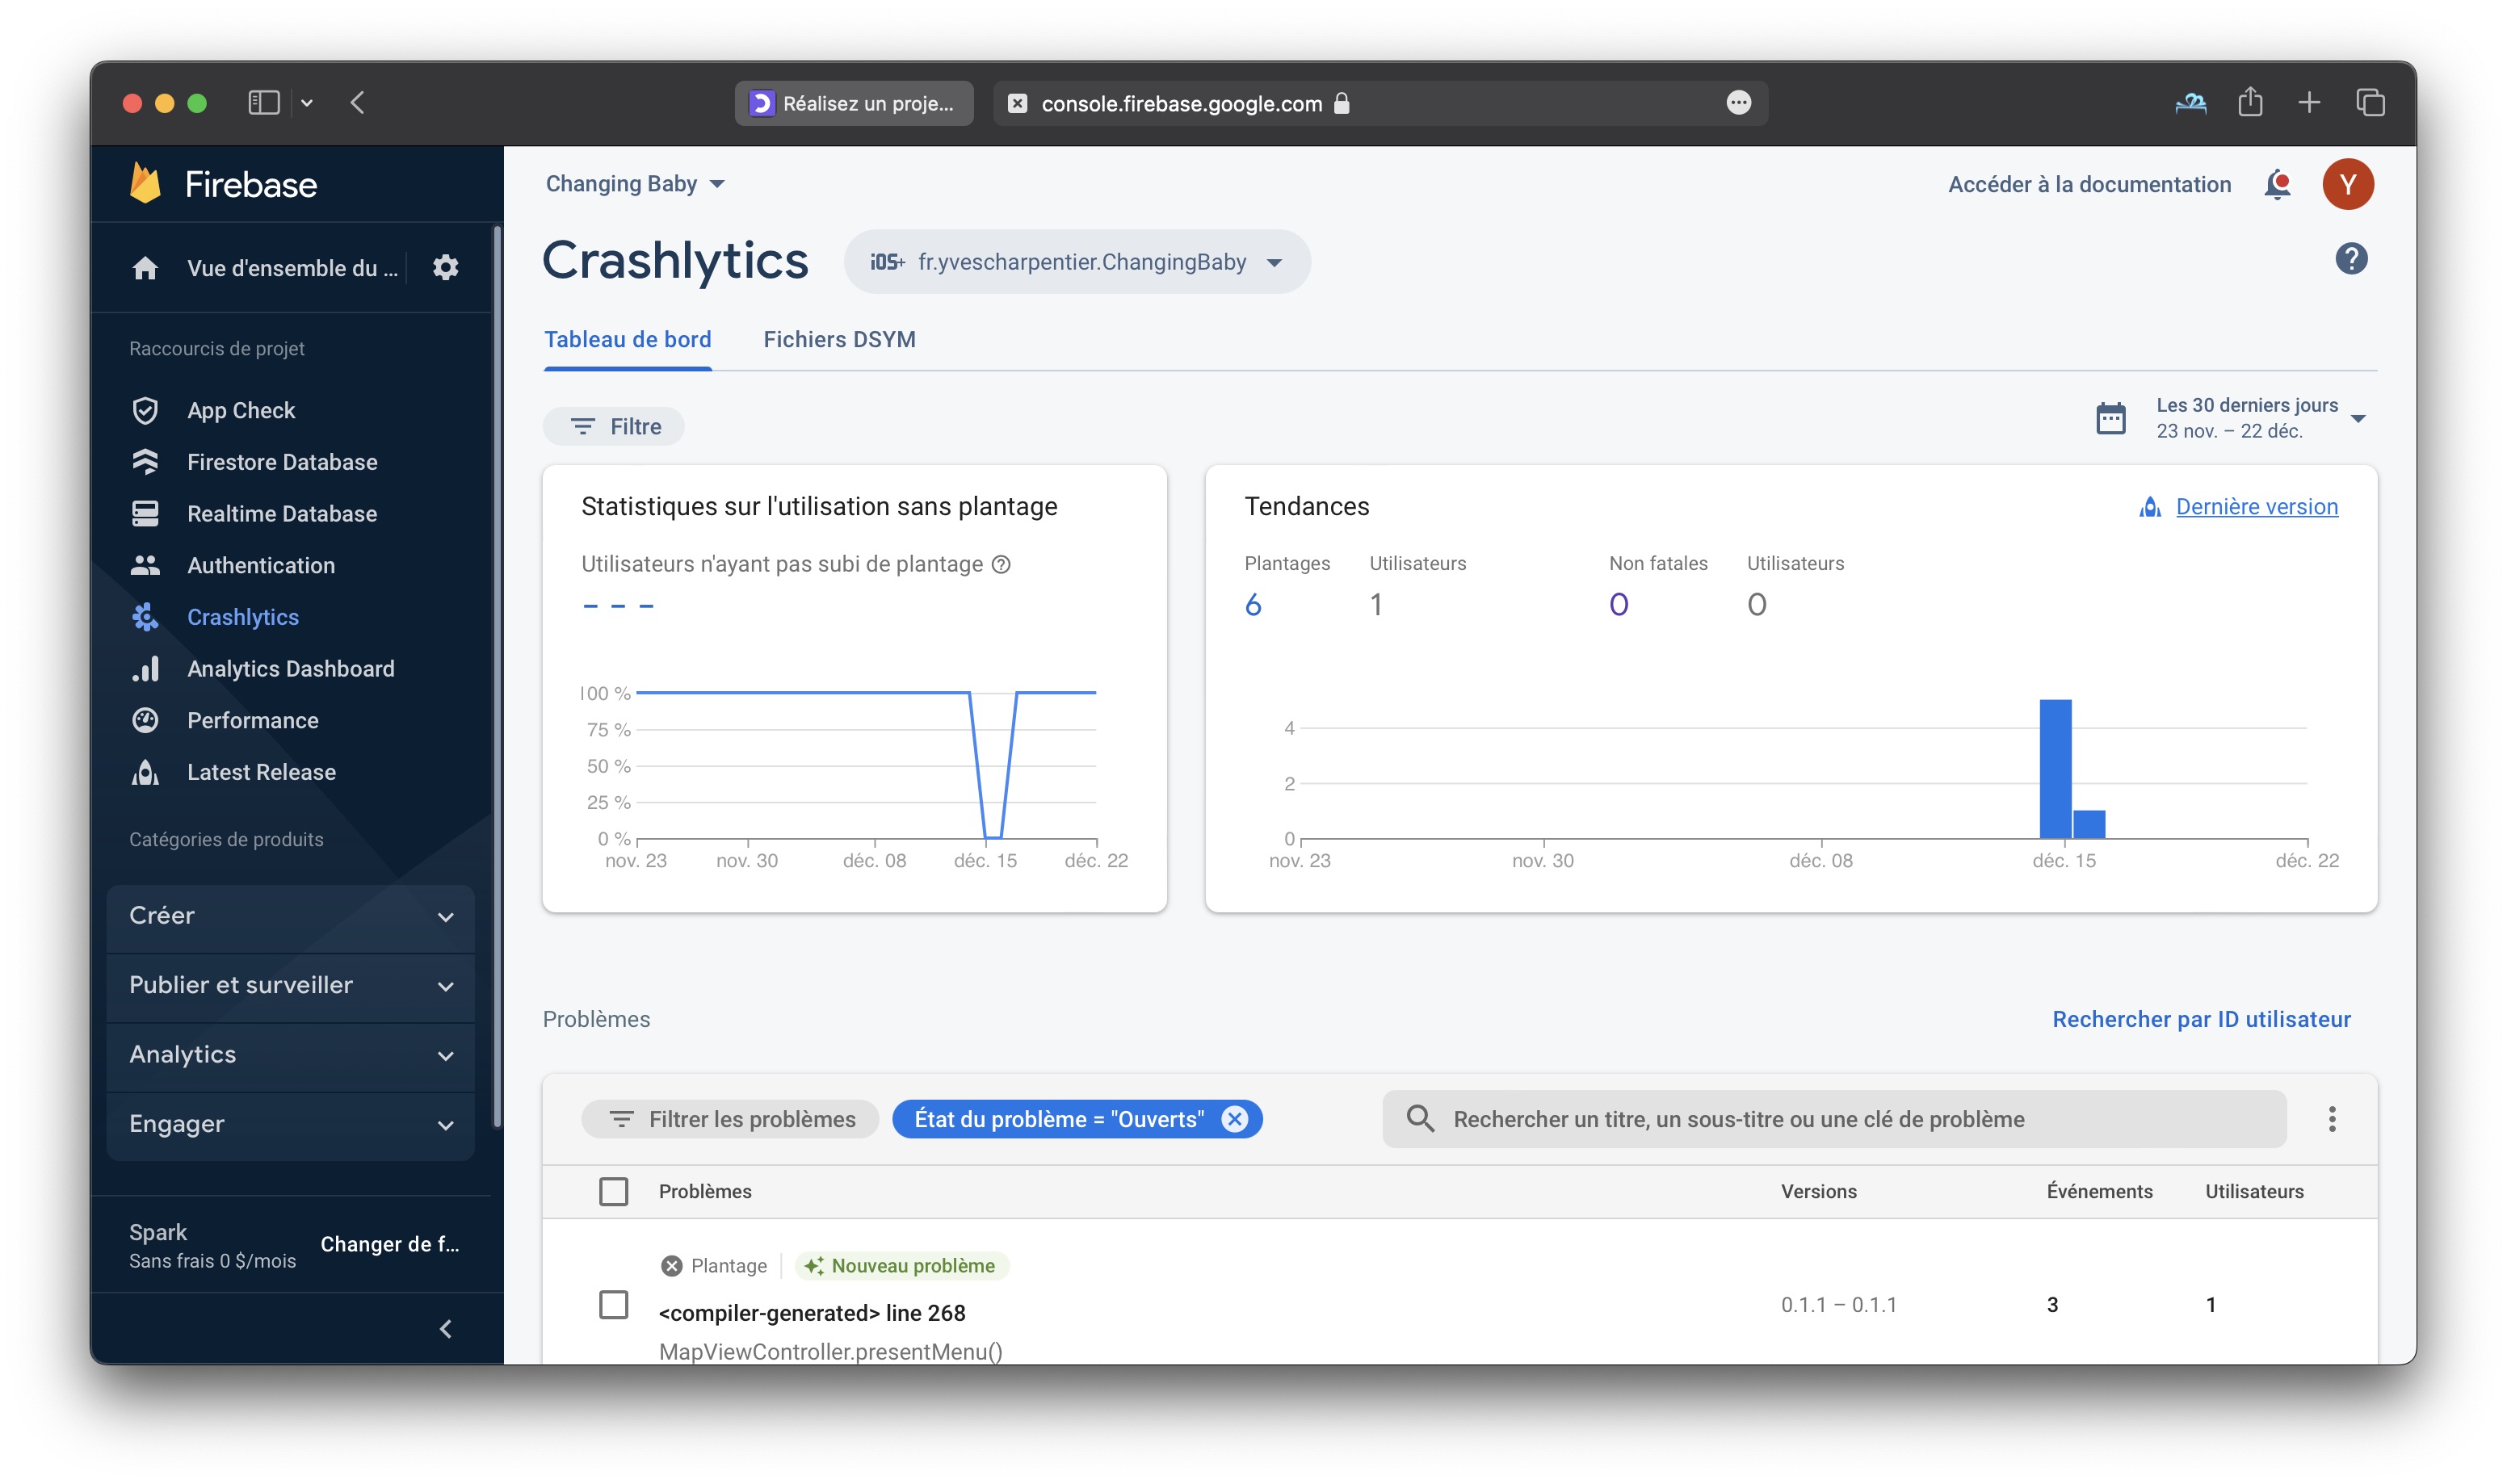 Réalisez un proje...
console.firebase.google.com
Firebase
Vue d'ensemble du ...
Raccourcis de projet
App Check
Firestore Database
Realtime Database
Authentication
Crashlytics
Analytics Dashboard
Performance
Latest Release
Catégories de produits
Créer
Publier et surveiller
Analytics
Engager
Spark
Sans frais 0 $/mois
Changer de f...
Changing Baby
Accéder à la documentation
Y
Crashlytics
iOS+ fr.yvescharpentier.ChangingBaby
?
Tableau de bord
Fichiers DSYM
Filtre
Les 30 derniers jours
23 nov. – 22 déc.
Statistiques sur l'utilisation sans plantage
Utilisateurs n'ayant pas subi de plantage ?
– – –
100 %
75 %
50 %
25 %
0 %
nov. 23 nov. 30 déc. 08 déc. 15 déc. 22
Tendances
Dernière version
Plantages Utilisateurs Non fatales Utilisateurs
6 1 0 0
4
2
0
nov. 23 nov. 30 déc. 08 déc. 15 déc. 22
Problèmes
Rechercher par ID utilisateur
Filtrer les problèmes
État du problème = "Ouverts"
Rechercher un titre, un sous-titre ou une clé de problème
Problèmes Versions Événements Utilisateurs
Plantage Nouveau problème
<compiler-generated> line 268
MapViewController.presentMenu()
0.1.1 – 0.1.1 3 1